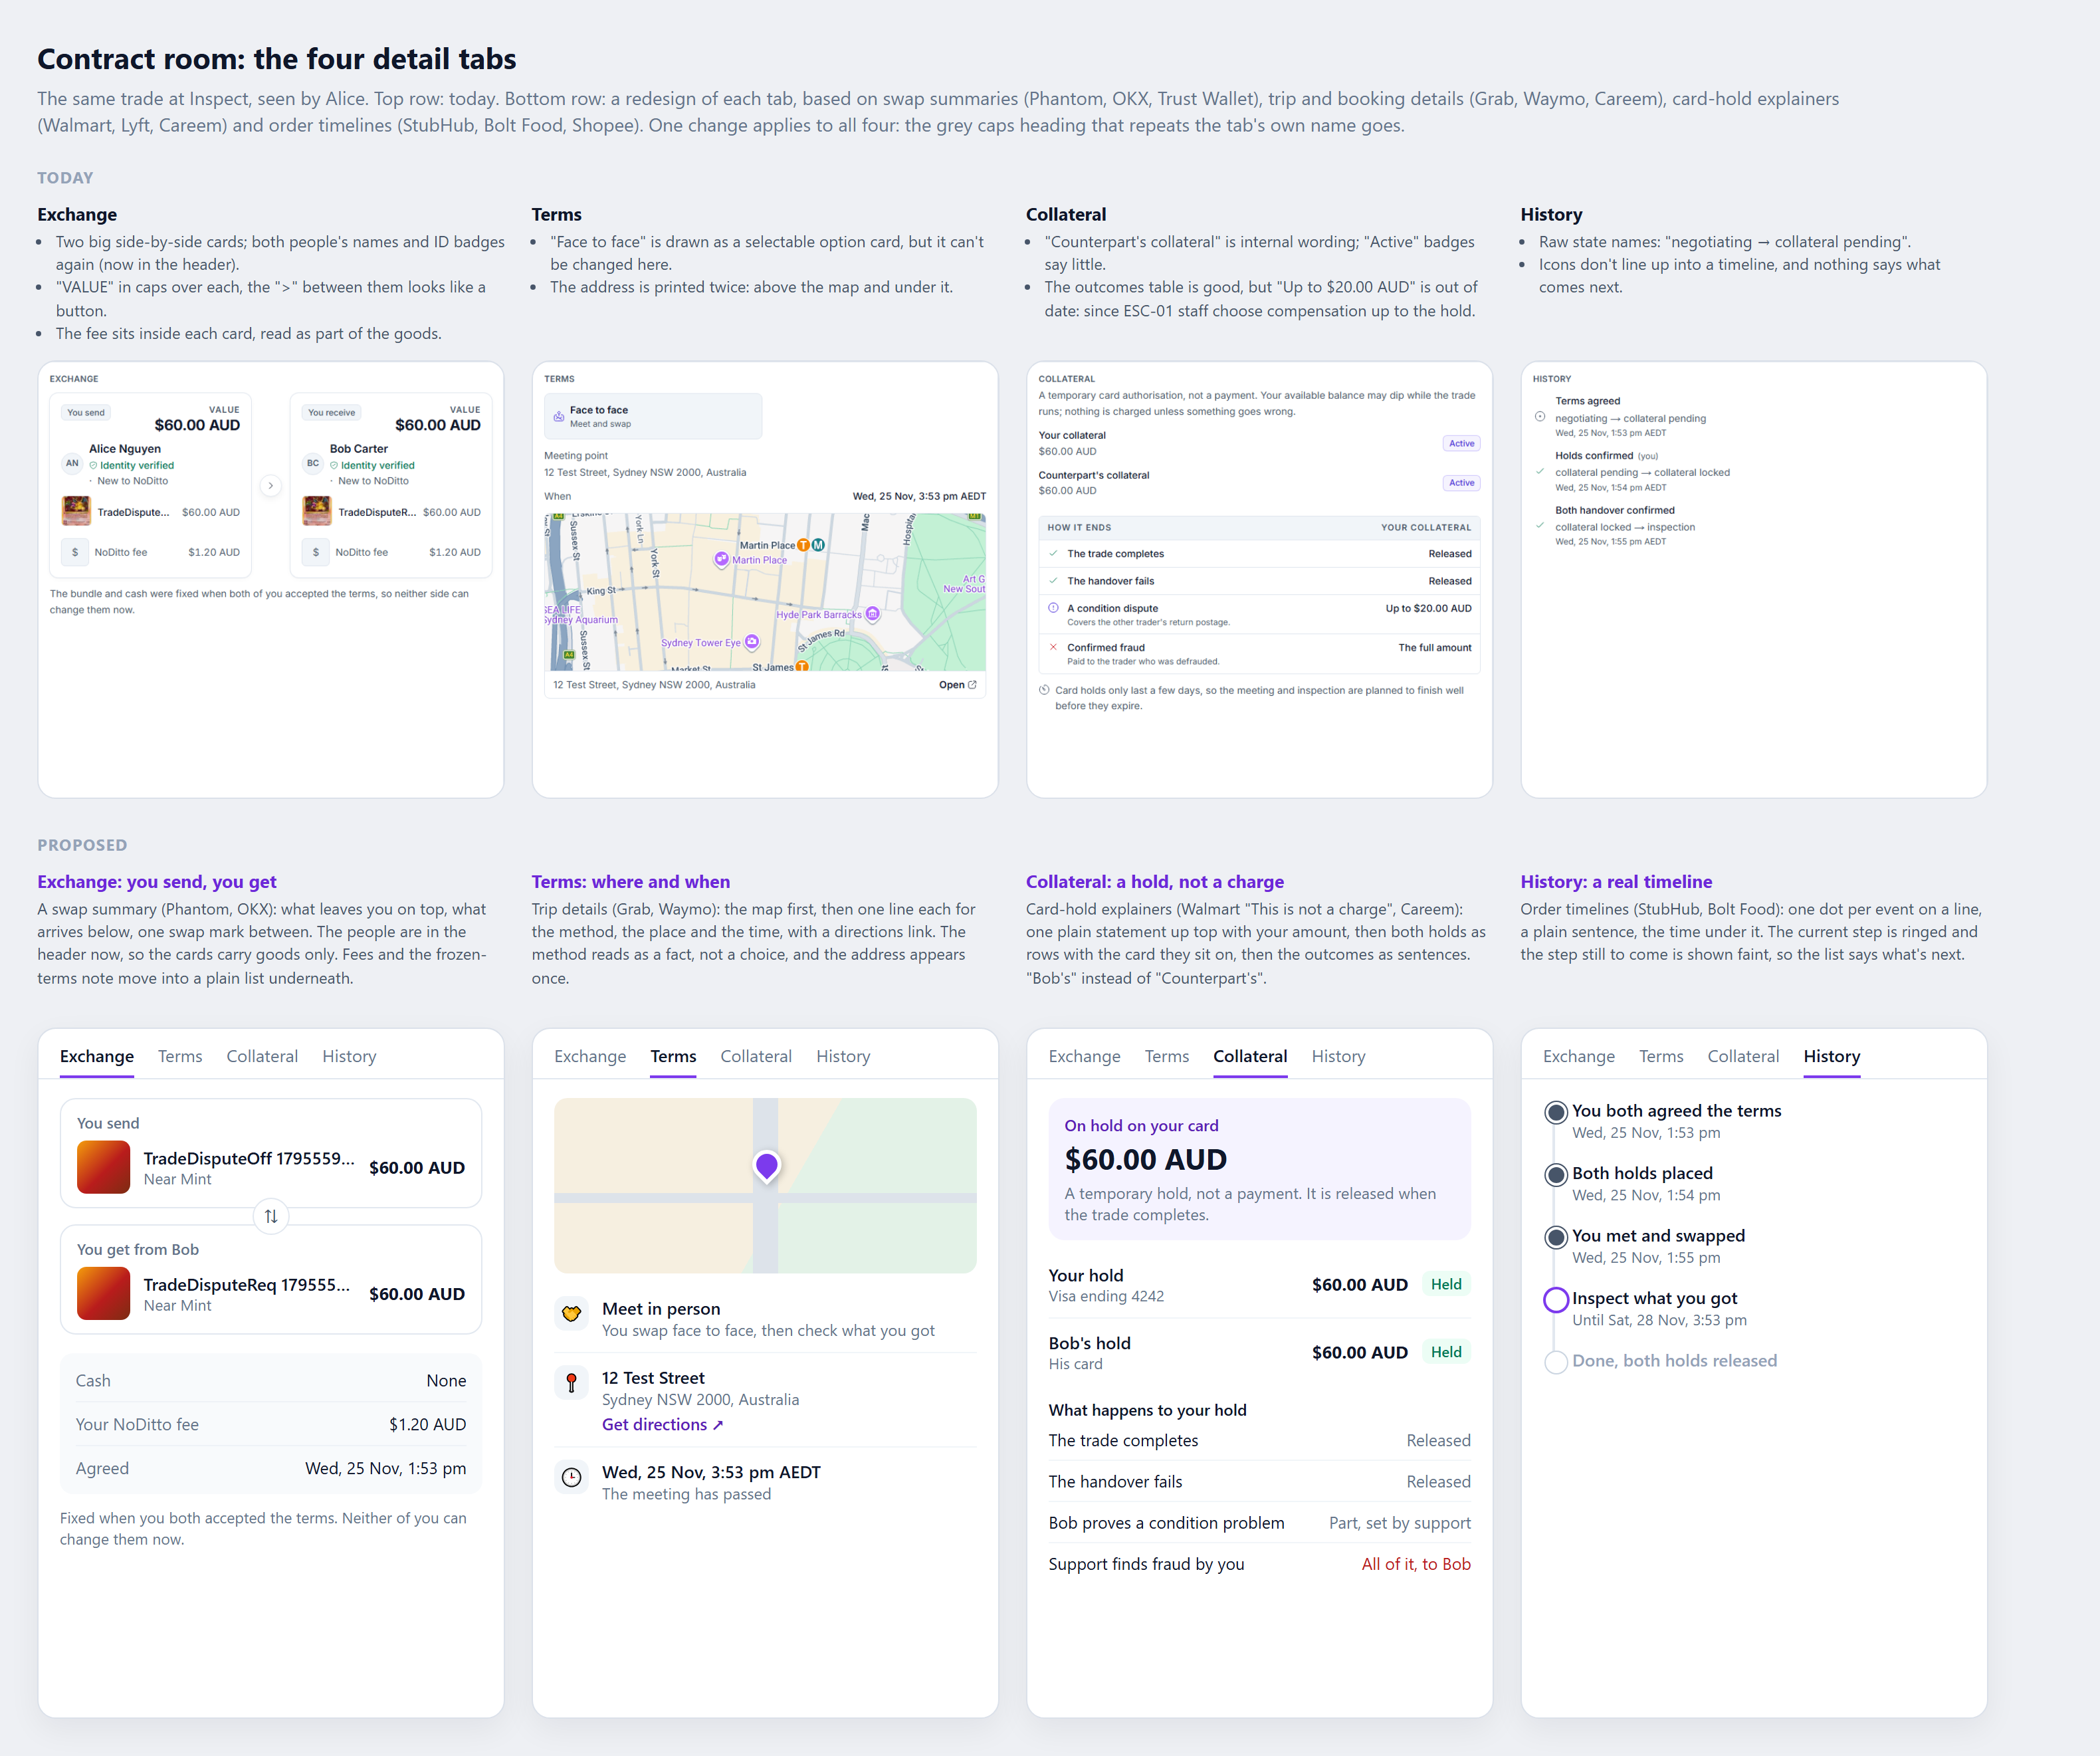 Contract room: the four detail tabs
The same trade at Inspect, seen by Alice. Top row: today. Bottom row: a redesign of each tab, based on swap summaries (Phantom, OKX, Trust Wallet), trip and booking details (Grab, Waymo, Careem), card-hold explainers
(Walmart, Lyft, Careem) and order timelines (StubHub, Bolt Food, Shopee). One change applies to all four: the grey caps heading that repeats the tab's own name goes.
TODAY
Exchange
• Two big side-by-side cards; both people's names and ID badges
again (now in the header).
• "VALUE" in caps over each, the ">" between them looks like a
button.
• The fee sits inside each card, read as part of the goods.
Terms
• "Face to face" is drawn as a selectable option card, but it can't
be changed here.
• The address is printed twice: above the map and under it.
Collateral
• "Counterpart's collateral" is internal wording; "Active" badges
say little.
• The outcomes table is good, but "Up to $20.00 AUD" is out of
date: since ESC-01 staff choose compensation up to the hold.
History
• Raw state names: "negotiating → collateral pending".
• Icons don't line up into a timeline, and nothing says what
comes next.
EXCHANGE
You send
VALUE
$60.00 AUD
Alice Nguyen
AN
Identity verified
· New to NoDitto
TradeDispute... $60.00 AUD
$ NoDitto fee $1.20 AUD
You receive
VALUE
$60.00 AUD
Bob Carter
BC
Identity verified
· New to NoDitto
TradeDisputeR... $60.00 AUD
$ NoDitto fee $1.20 AUD
The bundle and cash were fixed when both of you accepted the terms, so neither side can
change them now.
TERMS
Face to face
Meet and swap
Meeting point
12 Test Street, Sydney NSW 2000, Australia
When Wed, 25 Nov, 3:53 pm AEDT
Sussex St
York Ln
York St
Mac
Hospital
Martin Place T M
Martin Place
Art G
New Sout
King St
SEA LIFE
Sydney Aquarium
Hyde Park Barracks
Sydney Tower Eye
St James Rd
Sussex St
A4
Market St
St James T
12 Test Street, Sydney NSW 2000, Australia Open
COLLATERAL
A temporary card authorisation, not a payment. Your available balance may dip while the trade
runs; nothing is charged unless something goes wrong.
Your collateral
$60.00 AUD
Active
Counterpart's collateral
$60.00 AUD
Active
HOW IT ENDS YOUR COLLATERAL
The trade completes Released
The handover fails Released
A condition dispute Up to $20.00 AUD
Covers the other trader's return postage.
Confirmed fraud The full amount
Paid to the trader who was defrauded.
Card holds only last a few days, so the meeting and inspection are planned to finish well
before they expire.
HISTORY
Terms agreed
negotiating → collateral pending
Wed, 25 Nov, 1:53 pm AEDT
Holds confirmed (you)
collateral pending → collateral locked
Wed, 25 Nov, 1:54 pm AEDT
Both handover confirmed
collateral locked → inspection
Wed, 25 Nov, 1:55 pm AEDT
PROPOSED
Exchange: you send, you get
A swap summary (Phantom, OKX): what leaves you on top, what
arrives below, one swap mark between. The people are in the
header now, so the cards carry goods only. Fees and the frozen-
terms note move into a plain list underneath.
Terms: where and when
Trip details (Grab, Waymo): the map first, then one line each for
the method, the place and the time, with a directions link. The
method reads as a fact, not a choice, and the address appears
once.
Collateral: a hold, not a charge
Card-hold explainers (Walmart "This is not a charge", Careem):
one plain statement up top with your amount, then both holds as
rows with the card they sit on, then the outcomes as sentences.
"Bob's" instead of "Counterpart's".
History: a real timeline
Order timelines (StubHub, Bolt Food): one dot per event on a line,
a plain sentence, the time under it. The current step is ringed and
the step still to come is shown faint, so the list says what's next.
Exchange Terms Collateral History
You send
TradeDisputeOff 1795559... $60.00 AUD
Near Mint
You get from Bob
TradeDisputeReq 179555... $60.00 AUD
Near Mint
Cash None
Your NoDitto fee $1.20 AUD
Agreed Wed, 25 Nov, 1:53 pm
Fixed when you both accepted the terms. Neither of you can
change them now.
Exchange Terms Collateral History
Meet in person
You swap face to face, then check what you got
12 Test Street
Sydney NSW 2000, Australia
Get directions ↗
Wed, 25 Nov, 3:53 pm AEDT
The meeting has passed
Exchange Terms Collateral History
On hold on your card
$60.00 AUD
A temporary hold, not a payment. It is released when
the trade completes.
Your hold
Visa ending 4242
$60.00 AUD Held
Bob's hold
His card
$60.00 AUD Held
What happens to your hold
The trade completes Released
The handover fails Released
Bob proves a condition problem Part, set by support
Support finds fraud by you All of it, to Bob
Exchange Terms Collateral History
You both agreed the terms
Wed, 25 Nov, 1:53 pm
Both holds placed
Wed, 25 Nov, 1:54 pm
You met and swapped
Wed, 25 Nov, 1:55 pm
Inspect what you got
Until Sat, 28 Nov, 3:53 pm
Done, both holds released